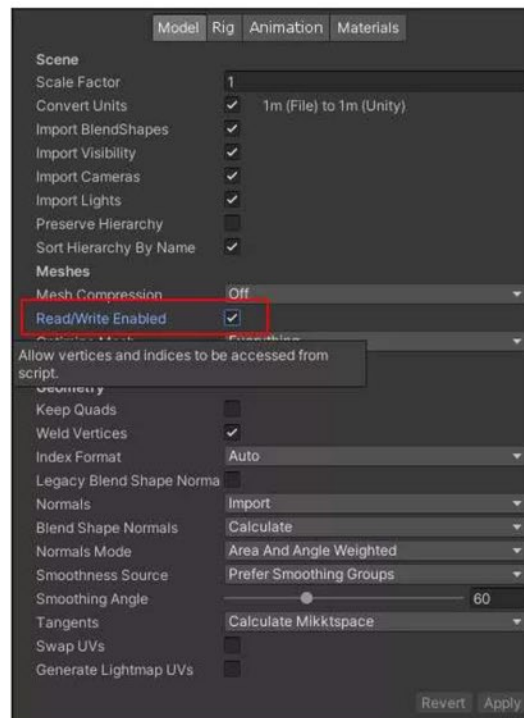 Model Rig Animation Materials
Scene
Scale Factor 1
Convert Units 1m (File) to 1m (Unity)
Import BlendShapes
Import Visibility
Import Cameras
Import Lights
Preserve Hierarchy
Sort Hierarchy By Name
Meshes
Mesh Compression Off
Read/Write Enabled
Optimize Mesh Everything
Allow vertices and indices to be accessed from
script.
Geometry
Keep Quads
Weld Vertices
Index Format Auto
Legacy Blend Shape Norma
Normals Import
Blend Shape Normals Calculate
Normals Mode Area And Angle Weighted
Smoothness Source Prefer Smoothing Groups
Smoothing Angle 60
Tangents Calculate Mikktspace
Swap UVs
Generate Lightmap UVs
Revert Apply